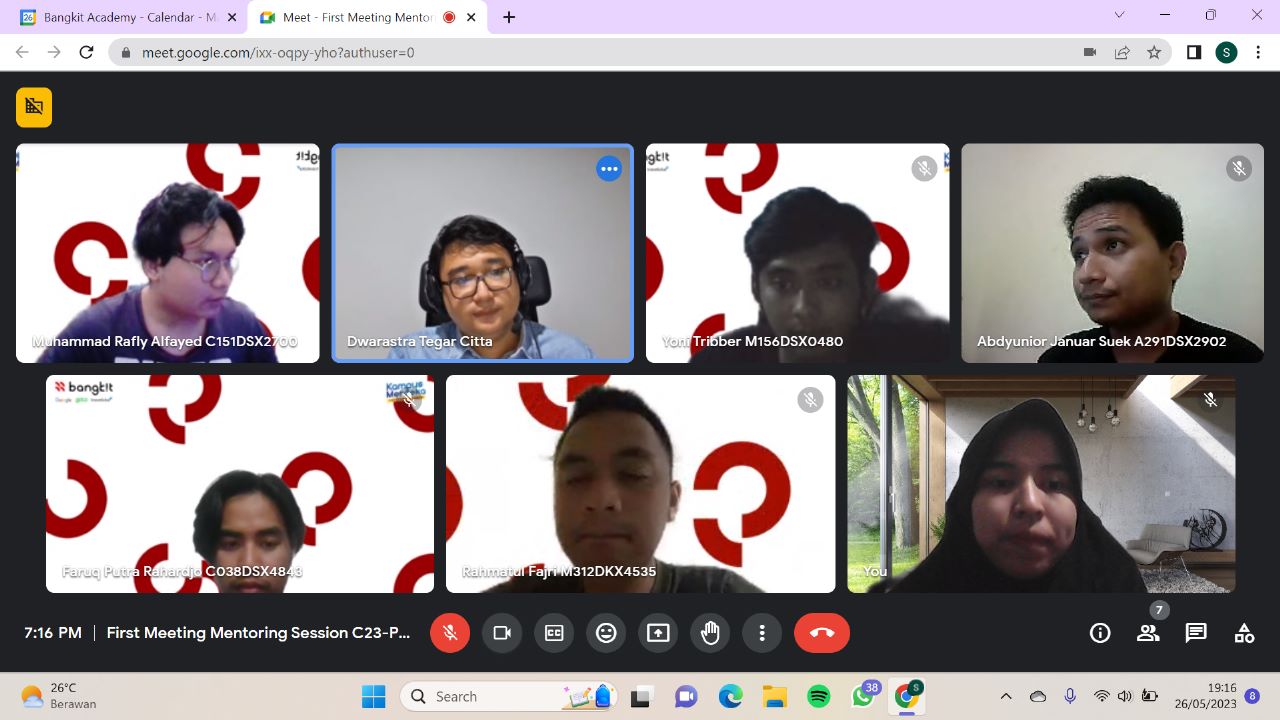 Bangkit Academy - Calendar - M
Meet - First Meeting Mentor
meet.google.com/ixx-oqpy-yho?authuser=0
S
Muhammad Rafly Alfayed C151DSX2700
Dwarastra Tegar Citta
Yoni Tribber M156DSX0480
Abdyunior Januar Suek A291DSX2902
bangk!t
Kampus
Merdeka
Faruq Putra Rahardjo C038DSX4843
Rahmatul Fajri M312DKX4535
You
7:16 PM | First Meeting Mentoring Session C23-P...
7
26°C
Berawan
Search
38
S
19:16
26/05/2023
8